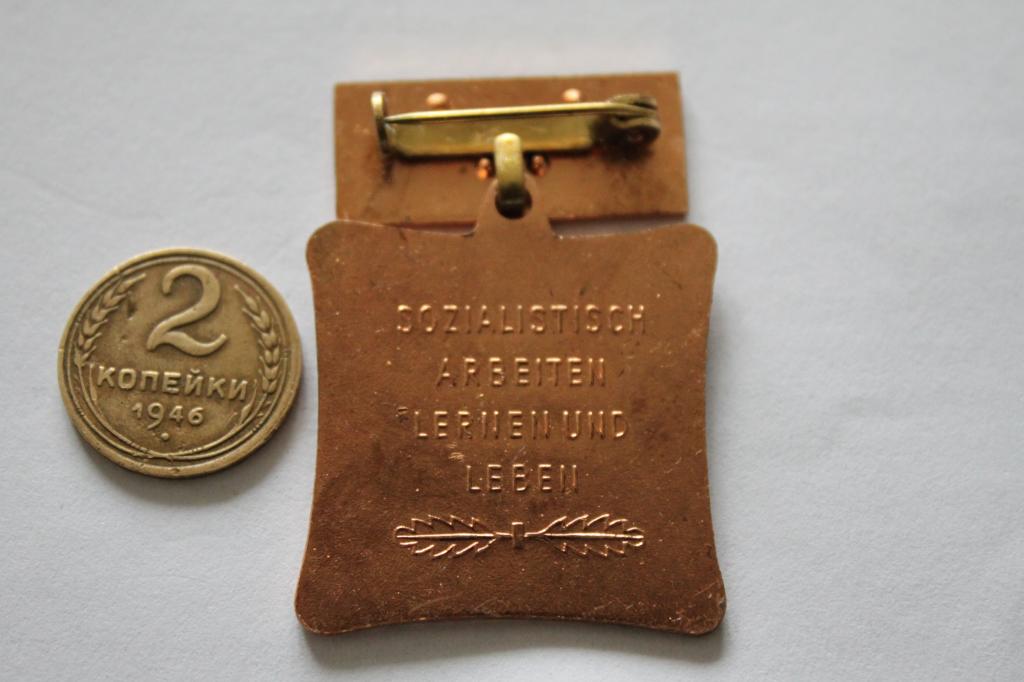 2
КОПЕЙКИ
1946
SOZIALISTISCH
ARBEITEN
LERNEN UND
LEBEN